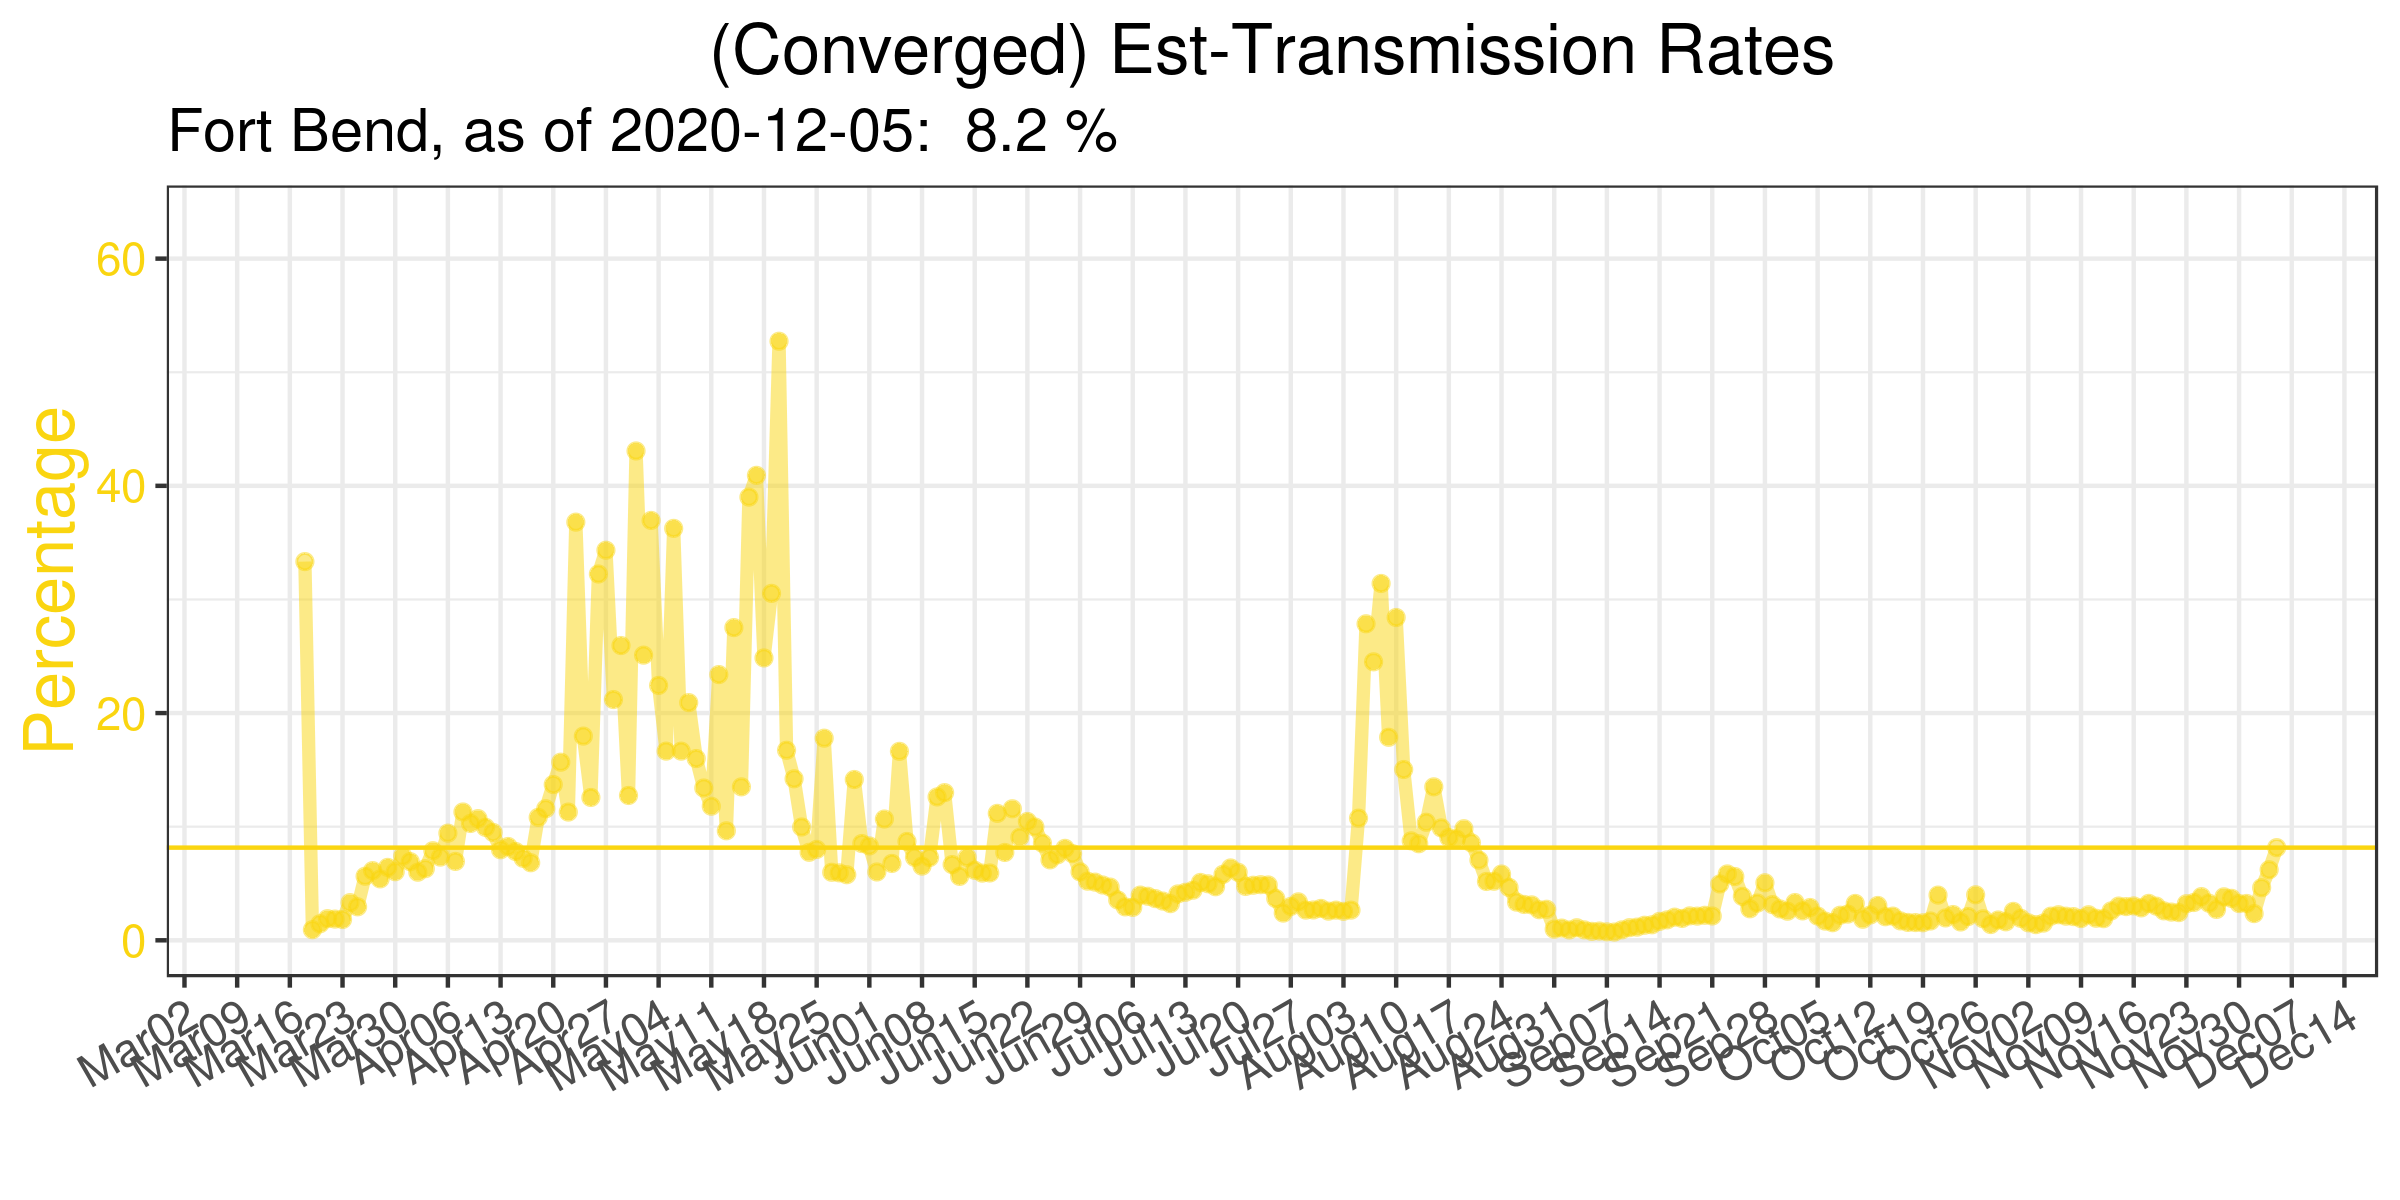 (Converged) Est-Transmission Rates
Fort Bend, as of 2020-12-05:  8.2 %
Percentage
60
40
20
0
Mar02
Mar09
Mar16
Mar23
Mar30
Apr06
Apr13
Apr20
Apr27
May04
May11
May18
May25
Jun01
Jun08
Jun15
Jun22
Jun29
Jul06
Jul13
Jul20
Jul27
Aug03
Aug10
Aug17
Aug24
Aug31
Sep07
Sep14
Sep21
Sep28
Oct05
Oct12
Oct19
Oct26
Nov02
Nov09
Nov16
Nov23
Nov30
Dec07
Dec14